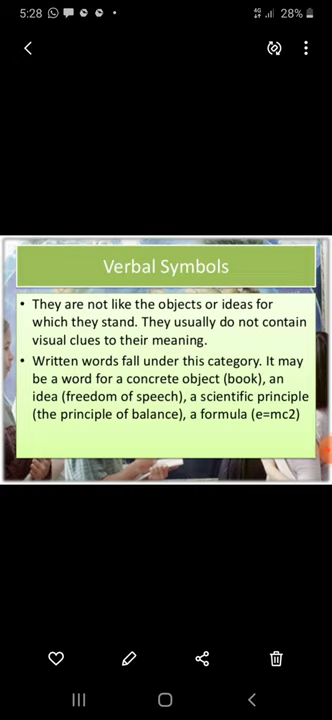 5:28
4G
28%
Verbal Symbols
• They are not like the objects or ideas for
which they stand. They usually do not contain
visual clues to their meaning.
• Written words fall under this category. It may
be a word for a concrete object (book), an
idea (freedom of speech), a scientific principle
(the principle of balance), a formula (e=mc2)